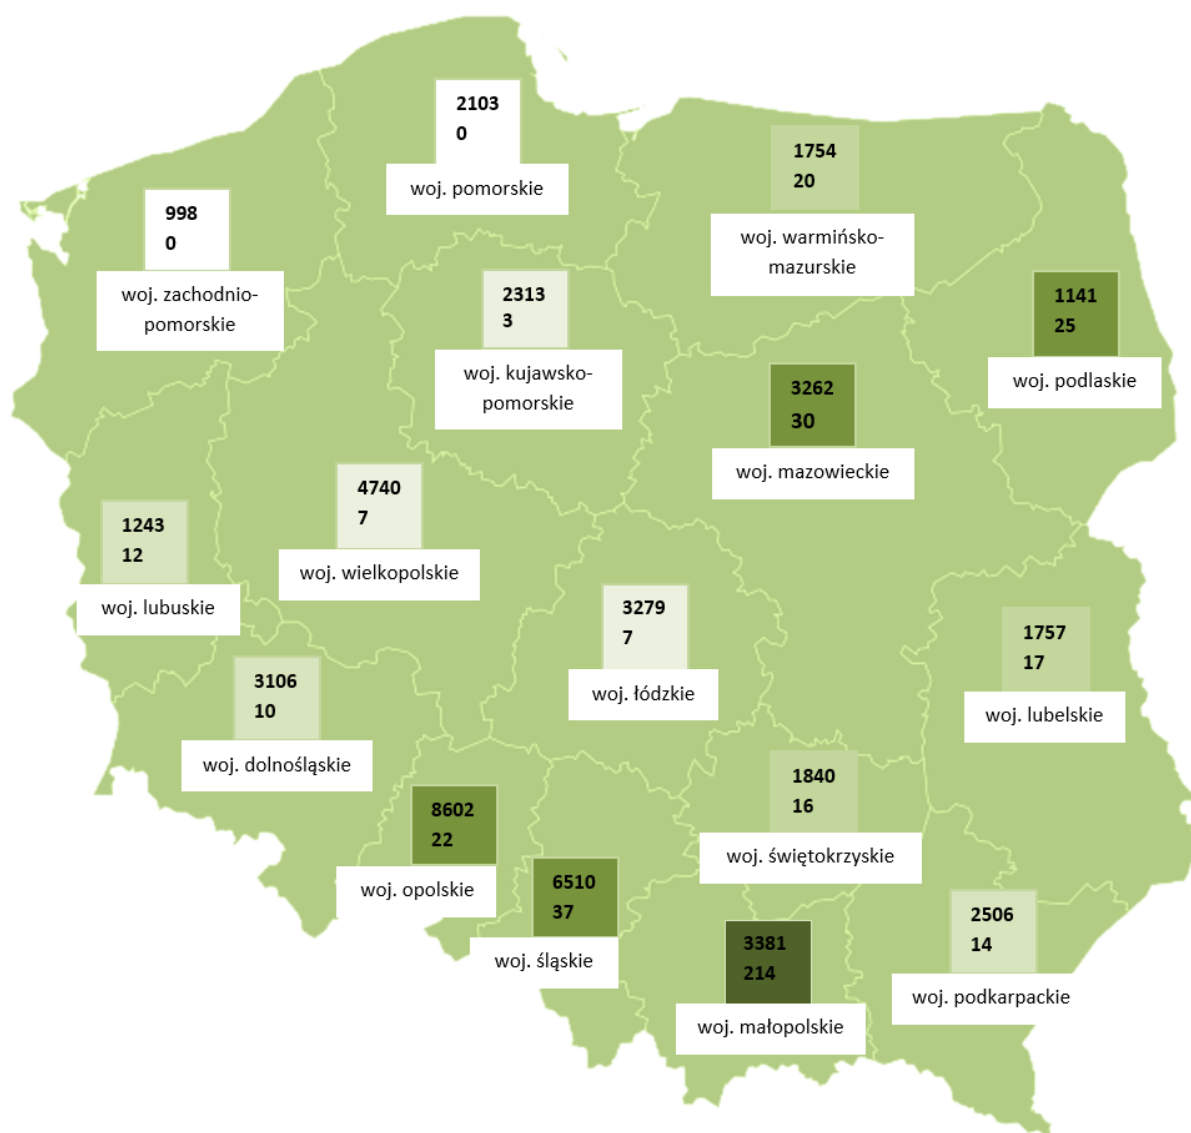 2103
0
woj. pomorskie
1754
20
woj. warmińsko-
mazurskie
998
0
woj. zachodnio-
pomorskie
2313
3
woj. kujawsko-
pomorskie
1141
25
woj. podlaskie
3262
30
woj. mazowieckie
4740
7
woj. wielkopolskie
1243
12
woj. lubuskie
3279
7
woj. łódzkie
1757
17
woj. lubelskie
3106
10
woj. dolnośląskie
1840
16
woj. świętokrzyskie
8602
22
woj. opolskie
6510
37
woj. śląskie
3381
214
woj. małopolskie
2506
14
woj. podkarpackie